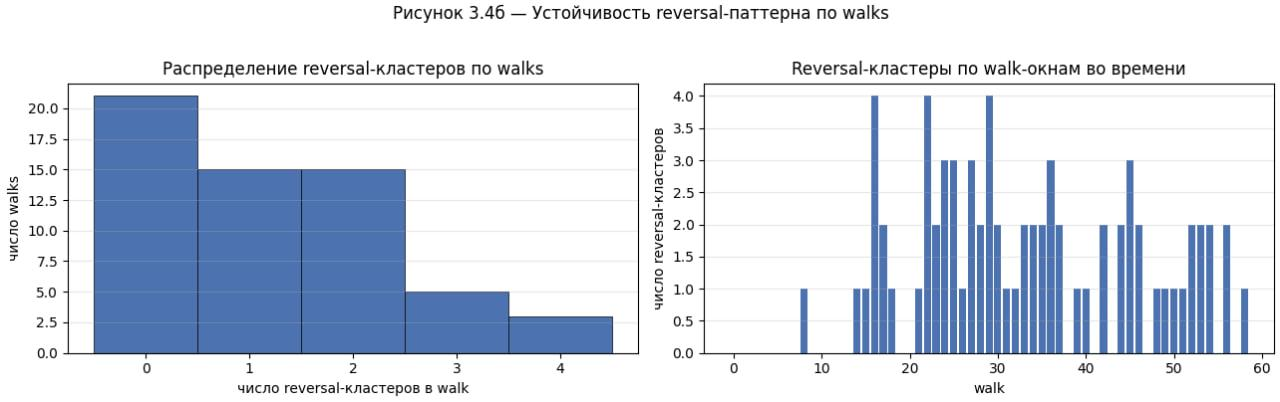 Рисунок 3.4б — Устойчивость reversal-паттерна по walks
Распределение reversal-кластеров по walks
число walks
20.0
17.5
15.0
12.5
10.0
7.5
5.0
2.5
0.0
0 1 2 3 4
число reversal-кластеров в walk
Reversal-кластеры по walk-окнам во времени
число reversal-кластеров
4.0
3.5
3.0
2.5
2.0
1.5
1.0
0.5
0.0
0 10 20 30 40 50 60
walk